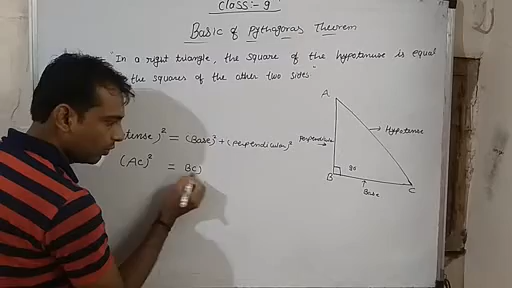 Class:- 9
Basic of Pythagoras Theorem
"In a right triangle, the square of the hypotenuse is equal
the squares of the other two sides"
tense)² = (Base)² + (Perpendicular)²
(AC)² = BC)
A
Perpendicular
Hypotense
B
90
Base
C